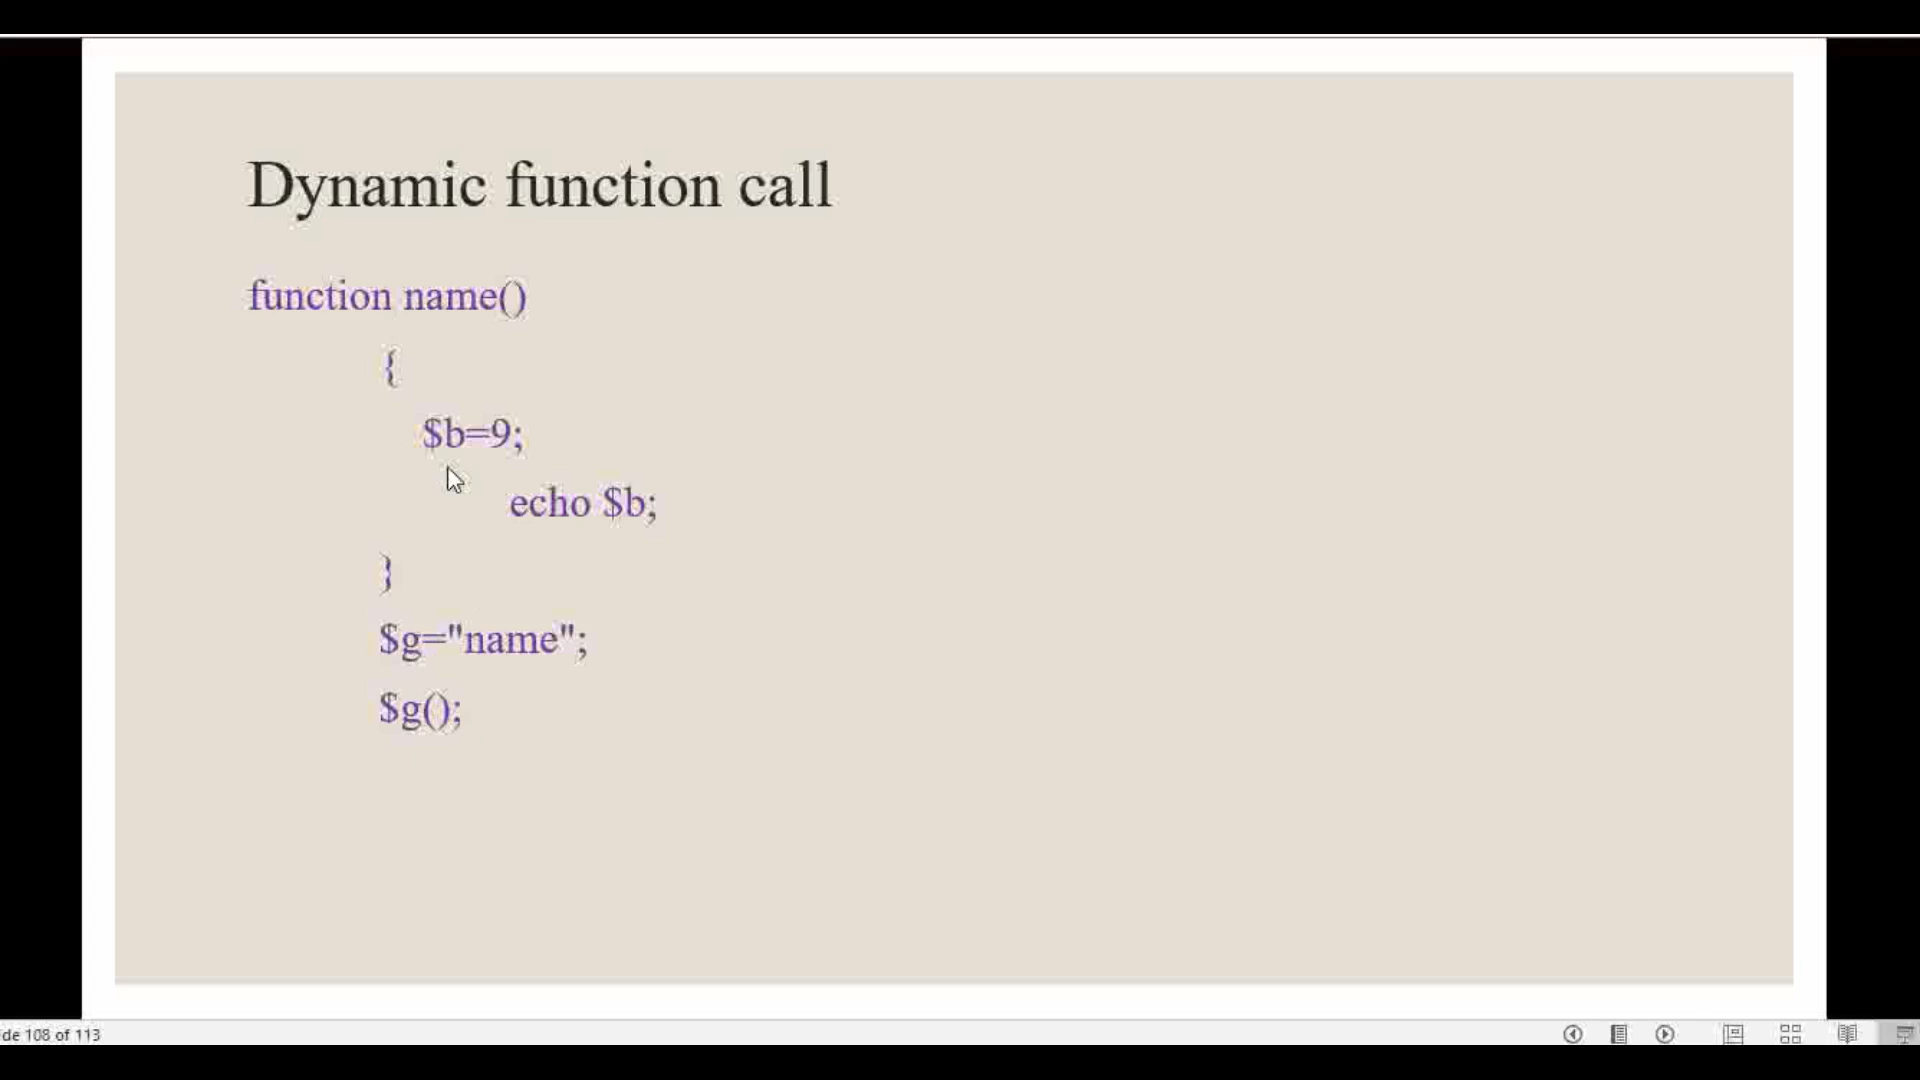 Dynamic function call
function name()
{
$b=9;
echo $b;
}
$g="name";
$g();
de 108 of 113